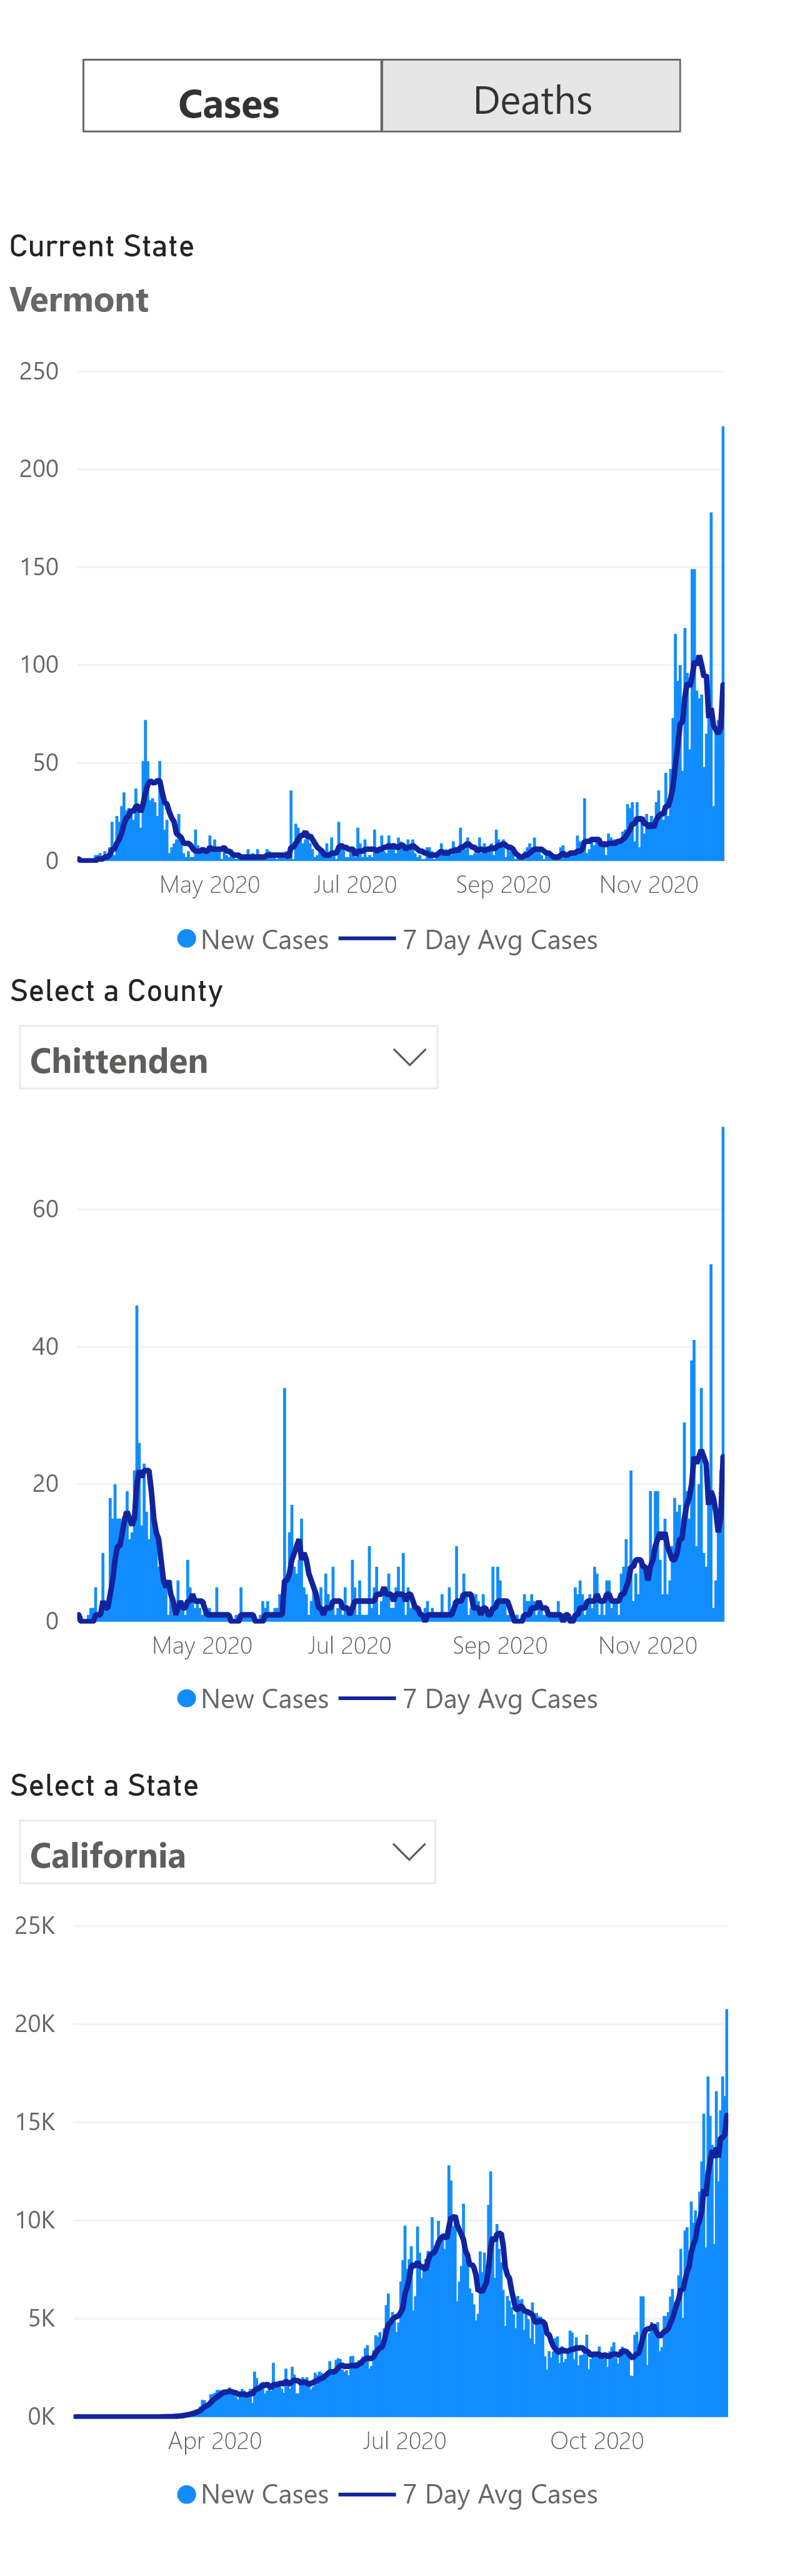 Cases Deaths
Current State
Vermont
250
200
150
100
50
0
May 2020 Jul 2020 Sep 2020 Nov 2020
New Cases 7 Day Avg Cases
Select a County
Chittenden
60
40
20
0
May 2020 Jul 2020 Sep 2020 Nov 2020
New Cases 7 Day Avg Cases
Select a State
California
25K
20K
15K
10K
5K
0K
Apr 2020 Jul 2020 Oct 2020
New Cases 7 Day Avg Cases